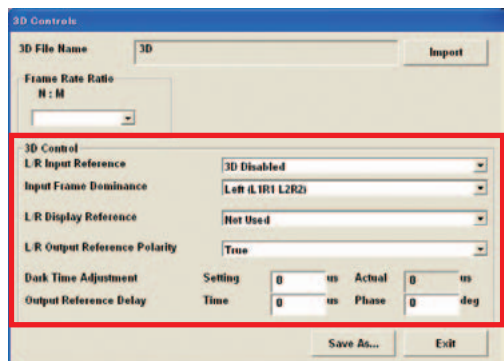 3D Controls
3D File Name 3D Import
Frame Rate Ratio
N : M
3D Control
L/R Input Reference 3D Disabled
Input Frame Dominance Left (L1R1 L2R2)
L/R Display Reference Not Used
L/R Output Reference Polarity True
Dark Time Adjustment Setting 0 us Actual 0 us
Output Reference Delay Time 0 us Phase 0 deg
Save As... Exit